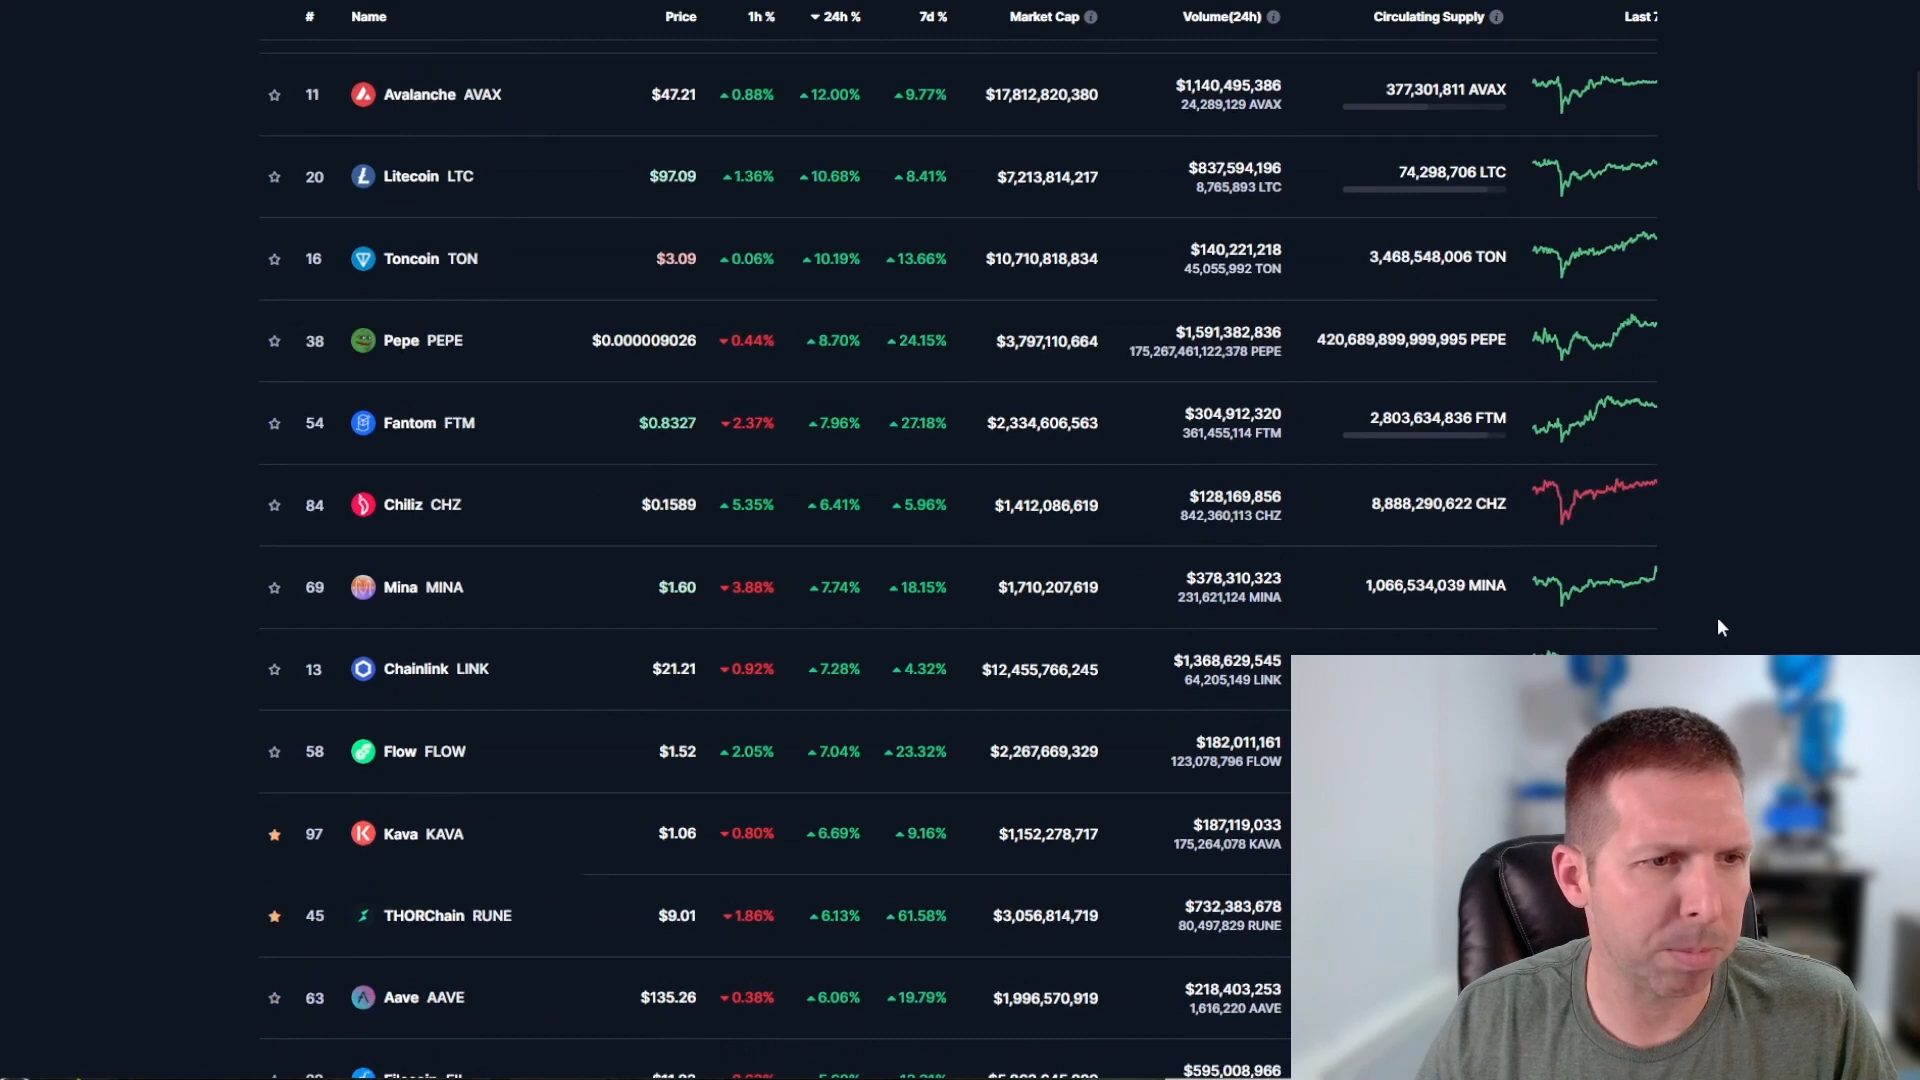 # Name Price 1h % 24h % 7d % Market Cap Volume(24h) Circulating Supply Last 7
11 Avalanche AVAX $47.21 0.88% 12.00% 9.77% $17,812,820,380 $1,140,495,386 377,301,811 AVAX
24,289,129 AVAX
20 Litecoin LTC $97.09 1.36% 10.68% 8.41% $7,213,814,217 $837,594,196 74,298,706 LTC
8,765,893 LTC
16 Toncoin TON $3.09 0.06% 10.19% 13.66% $10,710,818,834 $140,221,218 3,468,548,006 TON
45,055,992 TON
38 Pepe PEPE $0.000009026 0.44% 8.70% 24.15% $3,797,110,664 $1,591,382,836 420,689,899,999,995 PEPE
175,267,461,122,378 PEPE
54 Fantom FTM $0.8327 2.37% 7.96% 27.18% $2,334,606,563 $304,912,320 2,803,634,836 FTM
361,455,114 FTM
84 Chiliz CHZ $0.1589 5.35% 6.41% 5.96% $1,412,086,619 $128,169,856 8,888,290,622 CHZ
842,360,113 CHZ
69 Mina MINA $1.60 3.88% 7.74% 18.15% $1,710,207,619 $378,310,323 1,066,534,039 MINA
231,621,124 MINA
13 Chainlink LINK $21.21 0.92% 7.28% 4.32% $12,455,766,245 $1,368,629,545
64,205,149 LINK
58 Flow FLOW $1.52 2.05% 7.04% 23.32% $2,267,669,329 $182,011,161
123,078,796 FLOW
97 Kava KAVA $1.06 0.80% 6.69% 9.16% $1,152,278,717 $187,119,033
175,264,078 KAVA
45 THORChain RUNE $9.01 1.86% 6.13% 61.58% $3,056,814,719 $732,383,678
80,497,829 RUNE
63 Aave AAVE $135.26 0.38% 6.06% 19.79% $1,996,570,919 $218,403,253
1,616,220 AAVE
$595,008,966